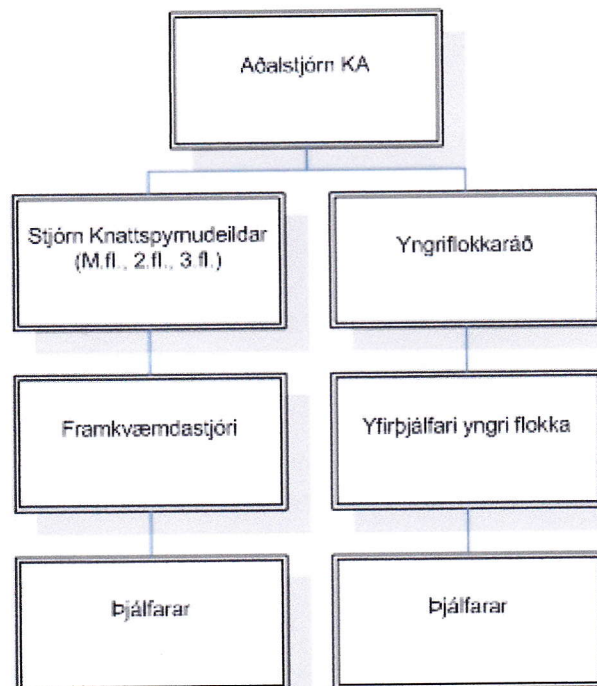 Aðalstjórn KA
Stjórn Knattspyrnudeildar
(M.fl., 2.fl., 3.fl.)
Yngriflokkaráð
Framkvæmdastjóri
Yfirþjálfari yngri flokka
Þjálfarar
Þjálfarar